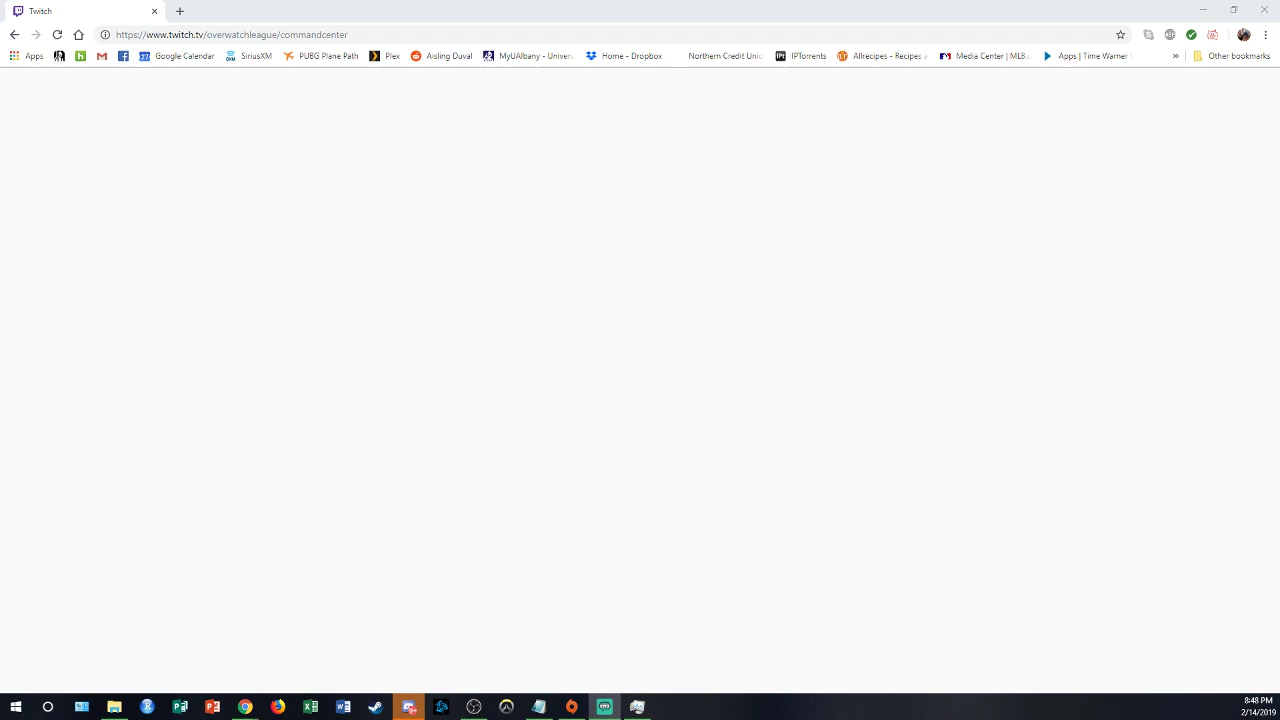 Twitch
https://www.twitch.tv/overwatchleague/commandcenter
Apps Google Calendar SiriusXM PUBG Plane Path Plex Aisling Duval MyUAlbany - Univer Home - Dropbox Northern Credit Unio IPTorrents Allrecipes - Recipes a Media Center | MLB.c Apps | Time Warner C » Other bookmarks
8:48 PM
2/14/2019